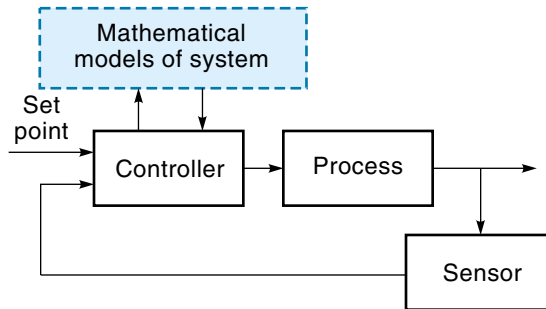 Mathematical
models of system
Set
point
Controller
Process
Sensor